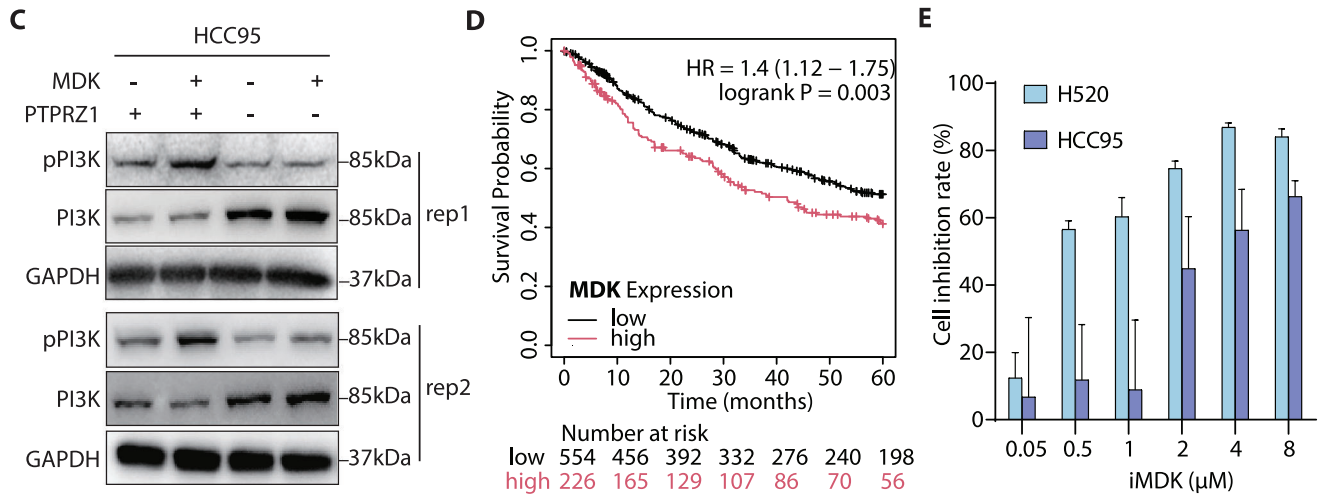 C
HCC95
MDK - + - +
PTPRZ1 + + - -
pPI3K -85kDa
PI3K -85kDa
GAPDH -37kDa
rep1
pPI3K -85kDa
PI3K -85kDa
GAPDH -37kDa
rep2
D
Survival Probability
1.0
0.8
0.6
0.4
0.2
0.0
HR = 1.4 (1.12 − 1.75)
logrank P = 0.003
MDK Expression
low
high
0 10 20 30 40 50 60
Time (months)
Number at risk
low 554 456 392 332 276 240 198
high 226 165 129 107 86 70 56
E
Cell inhibition rate (%)
100
80
60
40
20
0
H520
HCC95
0.05 0.5 1 2 4 8
iMDK (μM)